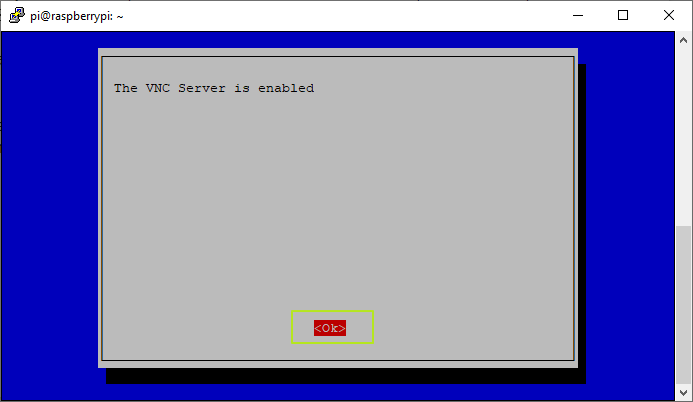 pi@raspberrypi: ~
The VNC Server is enabled
<Ok>